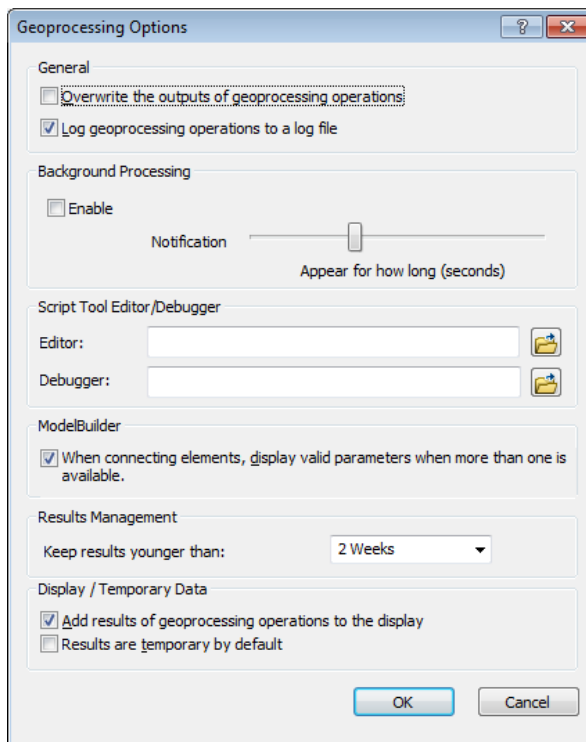 Geoprocessing Options
General
Overwrite the outputs of geoprocessing operations
Log geoprocessing operations to a log file
Background Processing
Enable
Notification
Appear for how long (seconds)
Script Tool Editor/Debugger
Editor:
Debugger:
ModelBuilder
When connecting elements, display valid parameters when more than one is
available.
Results Management
Keep results younger than: 2 Weeks
Display / Temporary Data
Add results of geoprocessing operations to the display
Results are temporary by default
OK Cancel